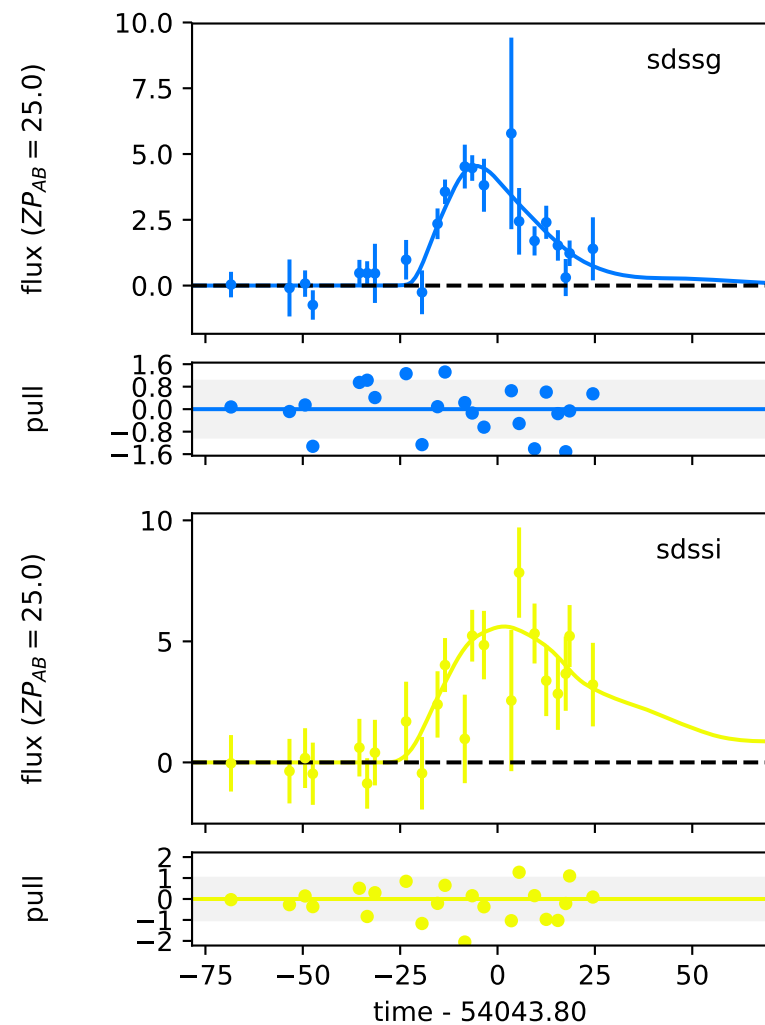 10.0
sdssg
7.5
5.0
2.5
0.0
flux (ZP_AB = 25.0)
1.6
0.8
0.0
−0.8
−1.6
pull
10
sdssi
5
0
flux (ZP_AB = 25.0)
2
1
0
−1
−2
pull
−75 −50 −25 0 25 50
time - 54043.80